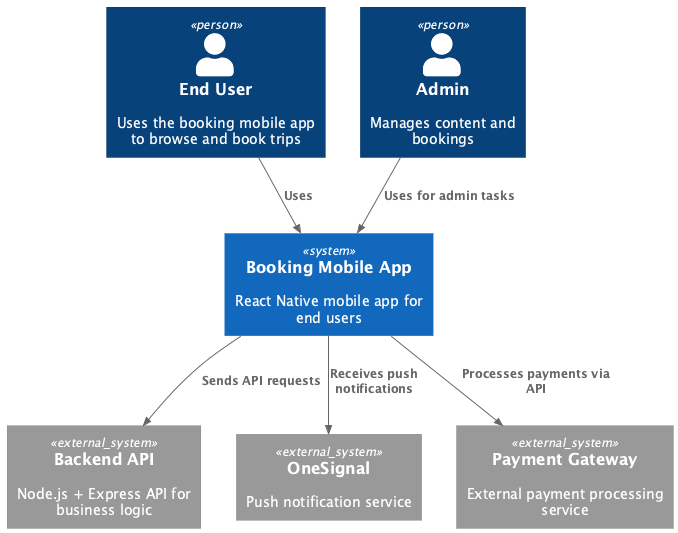 «person»
End User
Uses the booking mobile app
to browse and book trips
«person»
Admin
Manages content and
bookings
Uses
Uses for admin tasks
«system»
Booking Mobile App
React Native mobile app for
end users
Sends API requests
Receives push
notifications
Processes payments via
API
«external_system»
Backend API
Node.js + Express API for
business logic
«external_system»
OneSignal
Push notification service
«external_system»
Payment Gateway
External payment processing
service